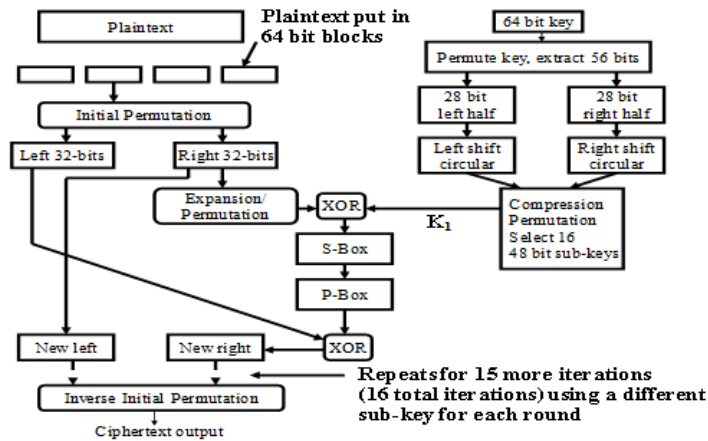 Plaintext
Plaintext put in
64 bit blocks
Initial Permutation
Left 32-bits
Right 32-bits
Expansion/
Permutation
XOR
S-Box
P-Box
XOR
New left
New right
Inverse Initial Permutation
Ciphertext output
64 bit key
Permute key, extract 56 bits
28 bit
left half
28 bit
right half
Left shift
circular
Right shift
circular
Compression
Permutation
Select 16
48 bit sub-keys
K₁
Repeats for 15 more iterations
(16 total iterations) using a different
sub-key for each round